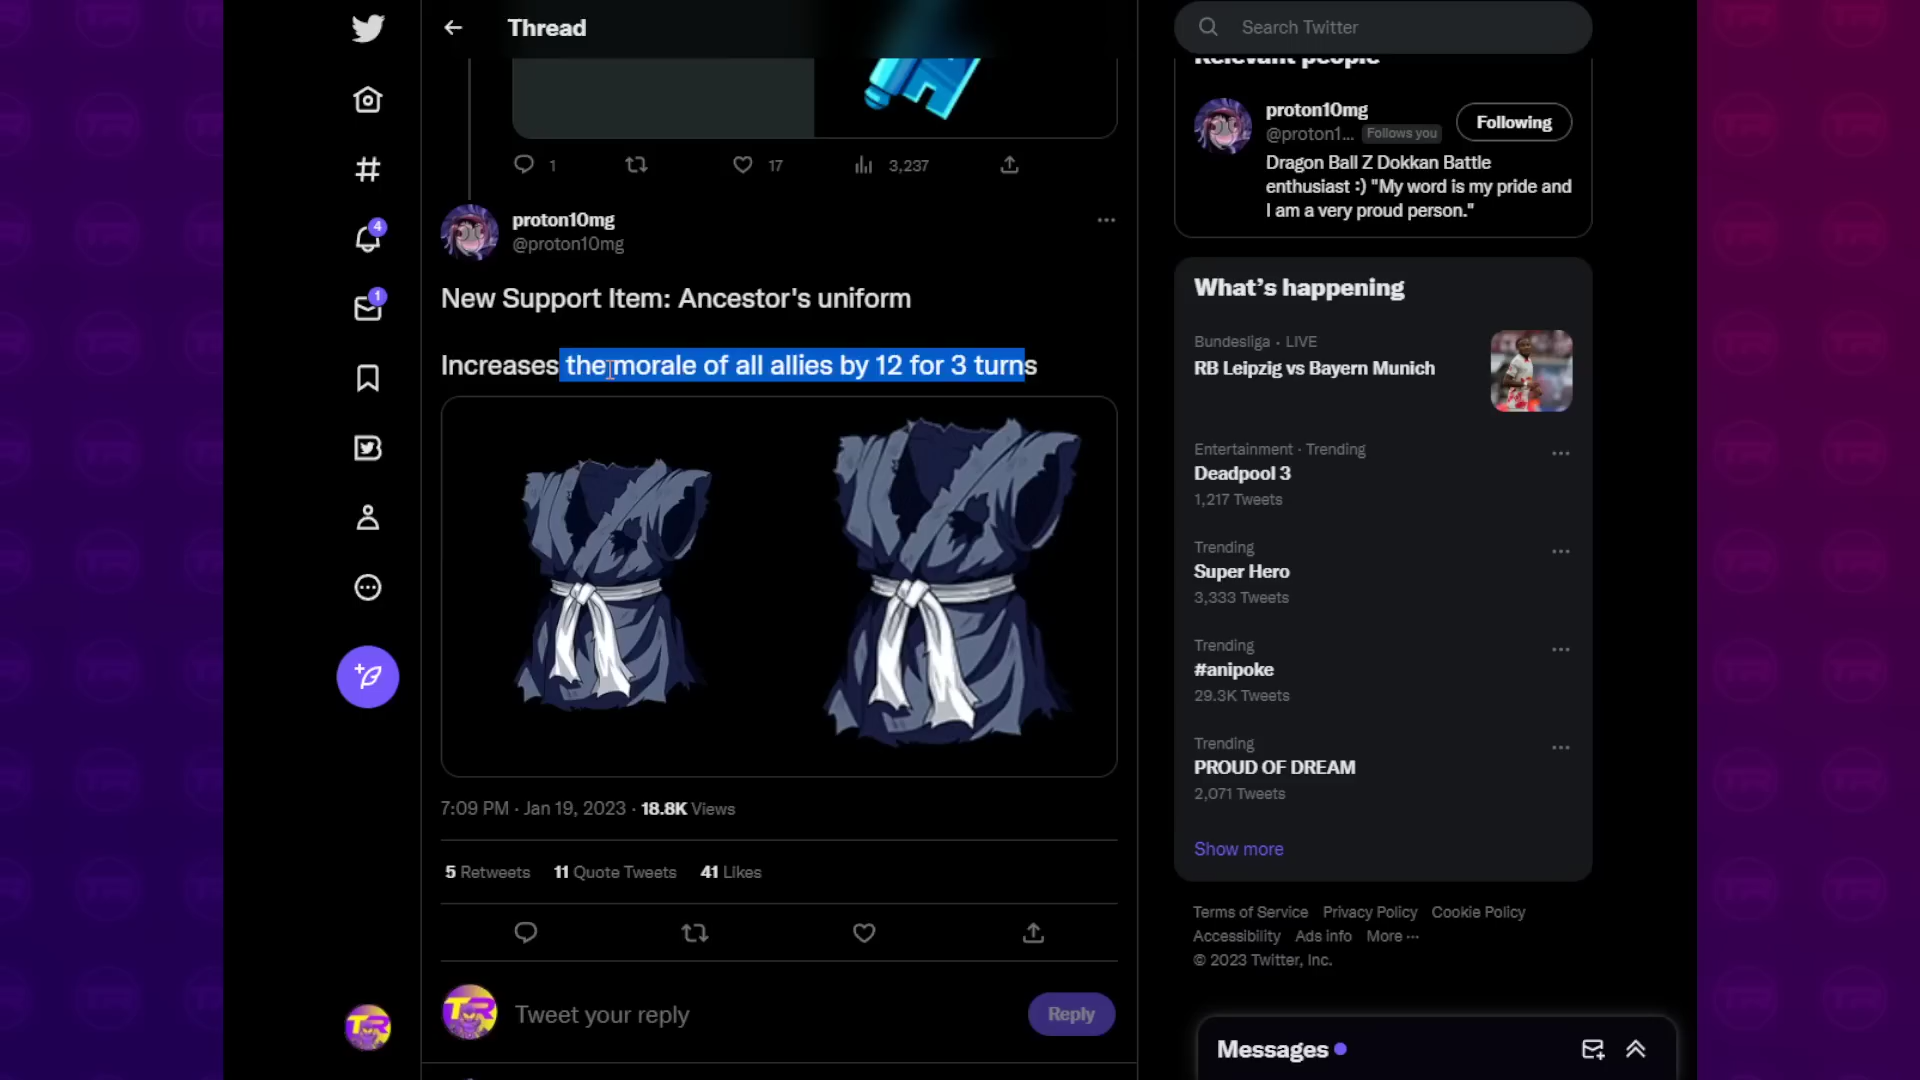 Thread
1
17
3,237
proton10mg
@proton10mg
New Support Item: Ancestor's uniform
Increases the morale of all allies by 12 for 3 turns
7:09 PM · Jan 19, 2023 · 18.8K Views
5 Retweets 11 Quote Tweets 41 Likes
TR
Tweet your reply
Reply
4
1
TR
Search Twitter
Relevant people
proton10mg
@proton1... Follows you
Following
Dragon Ball Z Dokkan Battle
enthusiast :) "My word is my pride and
I am a very proud person."
What's happening
Bundesliga · LIVE
RB Leipzig vs Bayern Munich
Entertainment · Trending
Deadpool 3
1,217 Tweets
Trending
Super Hero
3,333 Tweets
Trending
#anipoke
29.3K Tweets
Trending
PROUD OF DREAM
2,071 Tweets
Show more
Terms of Service Privacy Policy Cookie Policy
Accessibility Ads info More ···
© 2023 Twitter, Inc.
Messages